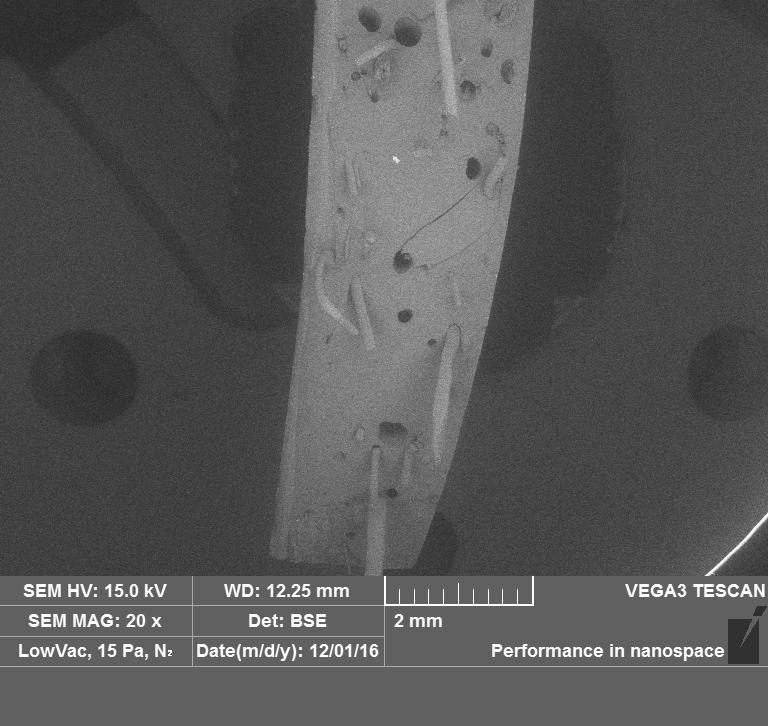 SEM HV: 15.0 kV
WD: 12.25 mm
VEGA3 TESCAN
SEM MAG: 20 x
Det: BSE
2 mm
LowVac, 15 Pa, N₂
Date(m/d/y): 12/01/16
Performance in nanospace